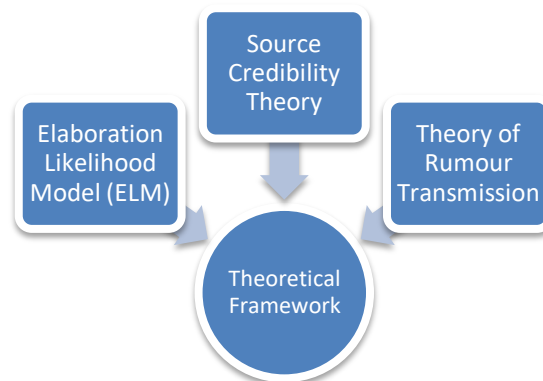 Source
Credibility
Theory
Elaboration
Likelihood
Model (ELM)
Theory of
Rumour
Transmission
Theoretical
Framework